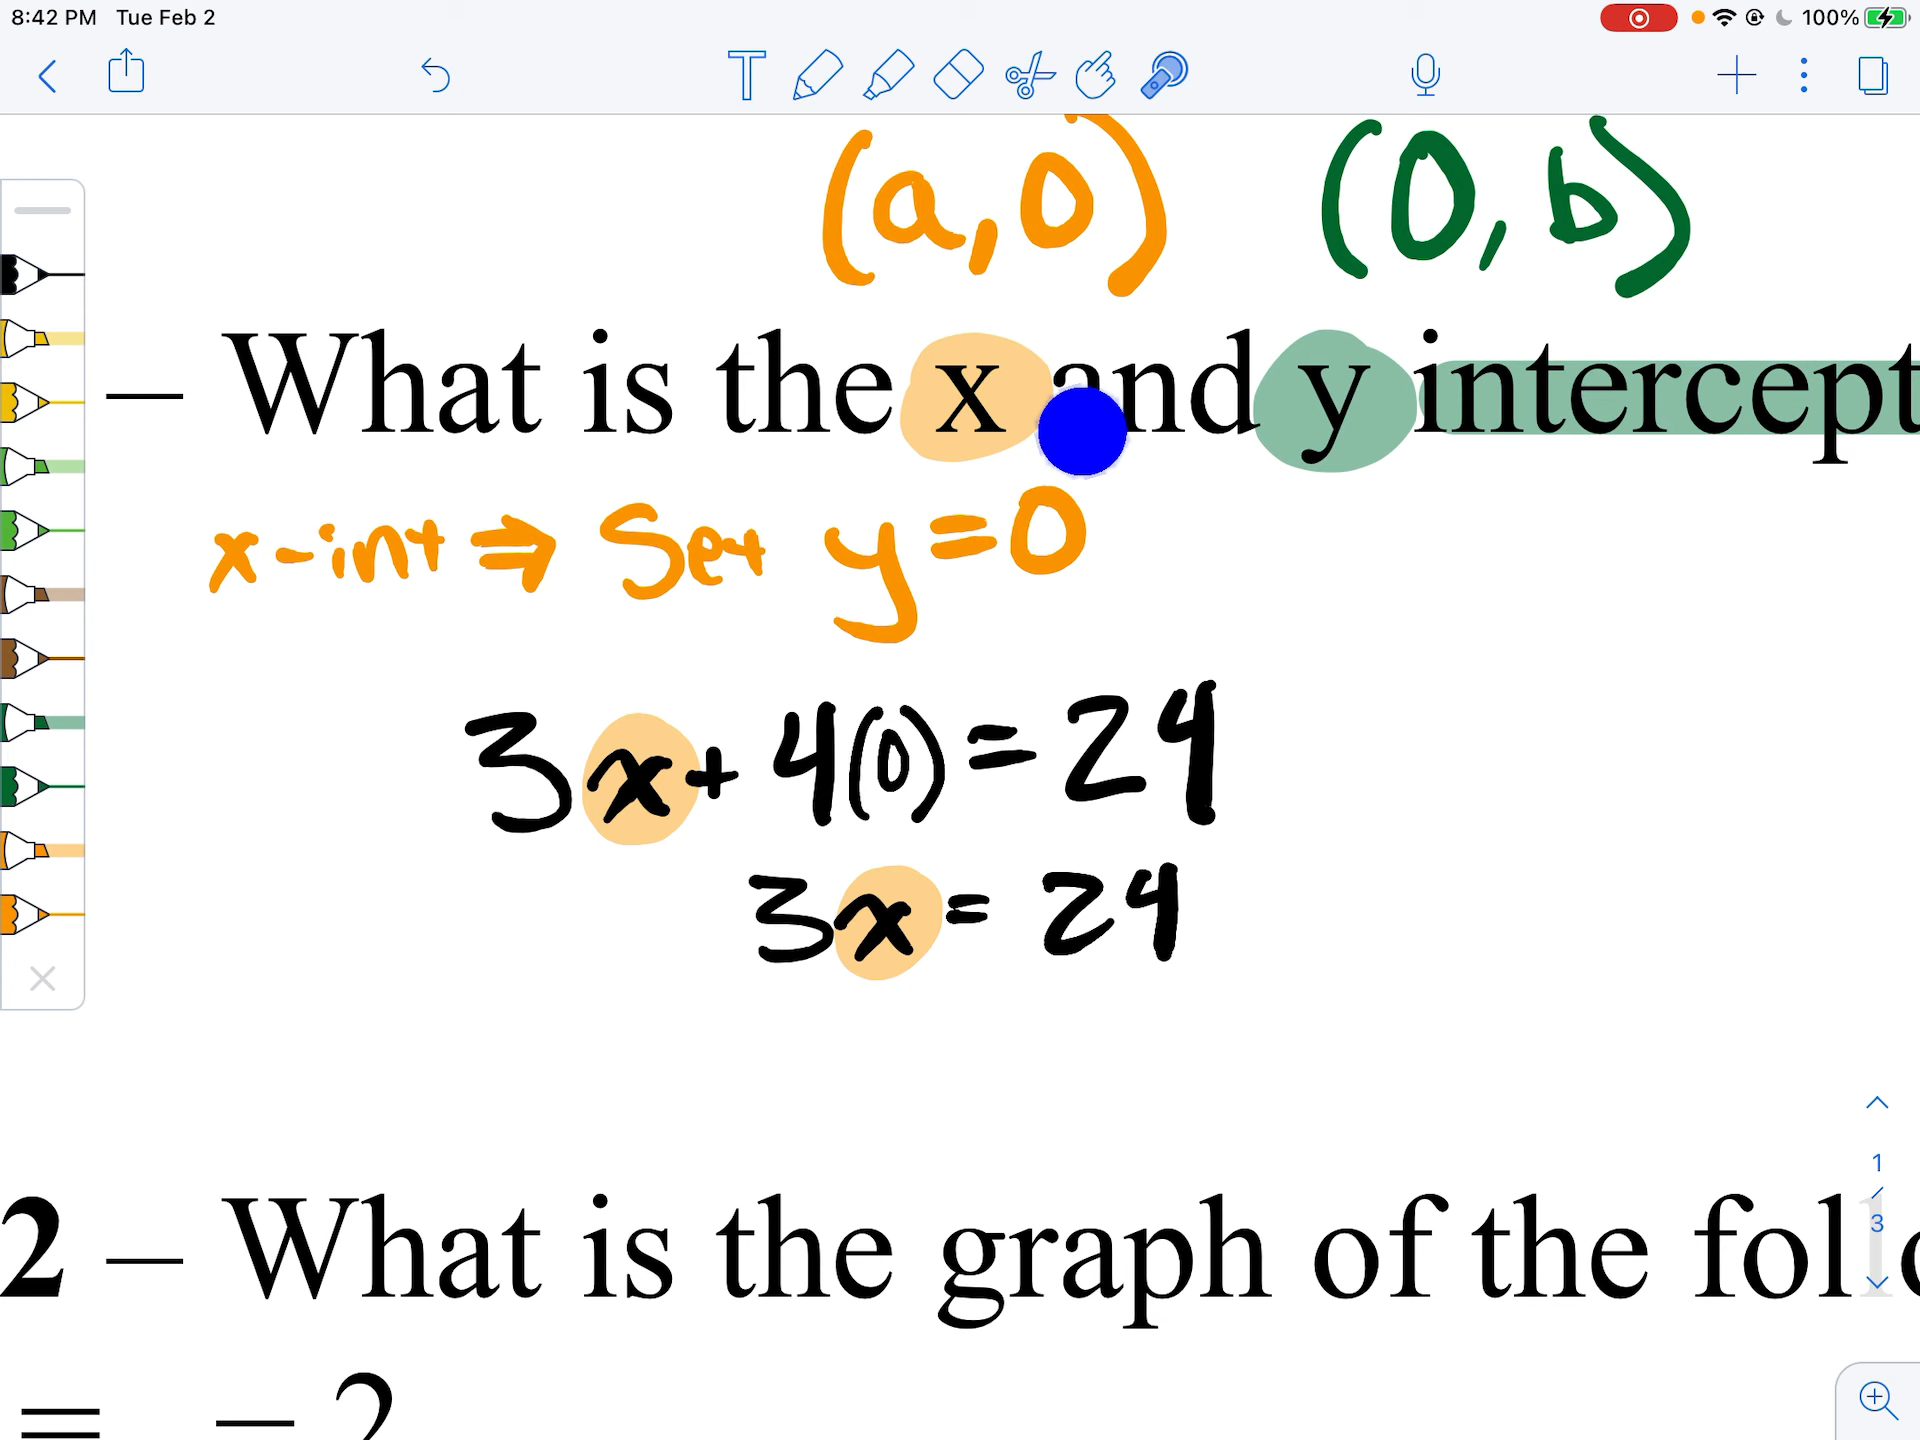 8:42 PM Tue Feb 2 100%
T
(a,0) (0,b)
— What is the x and y intercept
x-int ⇒ Set y=0
3x+ 4(0)=24
3x= 24
1
/
3
2 — What is the graph of the follo
= − 2